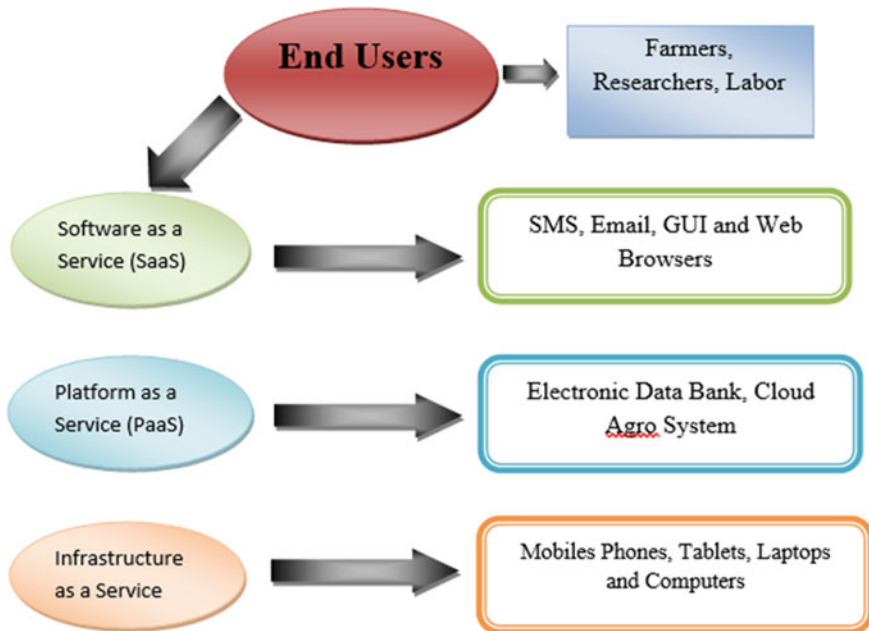 End Users
Farmers,
Researchers, Labor
Software as a
Service (SaaS)
SMS, Email, GUI and Web
Browsers
Platform as a
Service (PaaS)
Electronic Data Bank, Cloud
Agro System
Infrastructure
as a Service
Mobiles Phones, Tablets, Laptops
and Computers